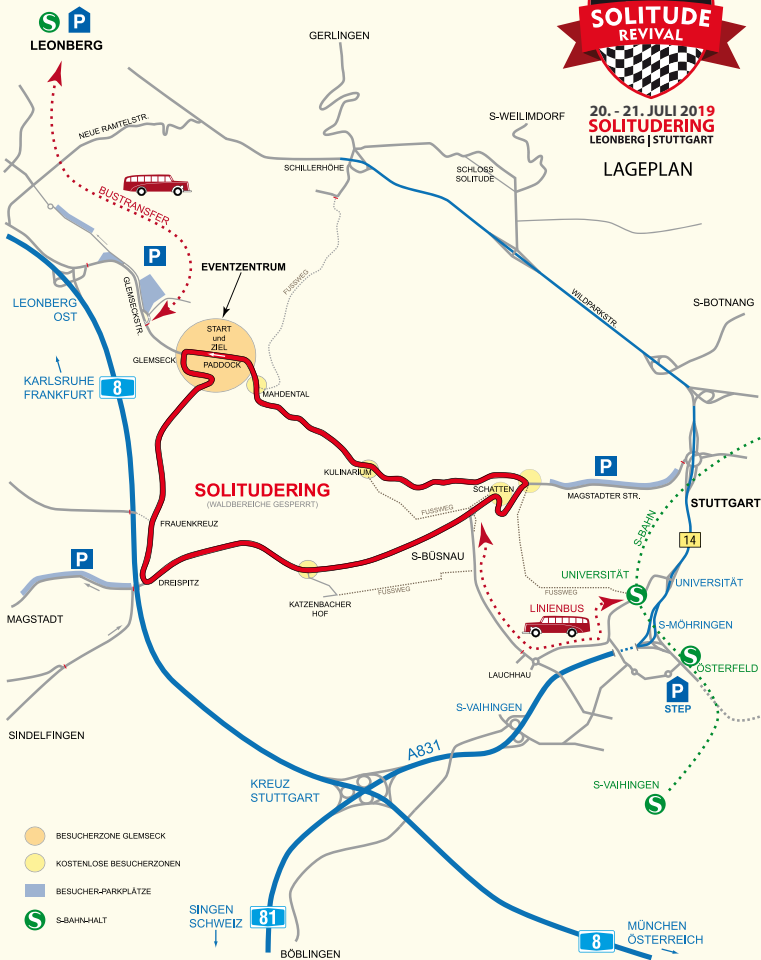 S P
LEONBERG
GERLINGEN
SOLITUDE
REVIVAL
20. - 21. JULI 2019
SOLITUDERING
LEONBERG | STUTTGART
LAGEPLAN
S-WEILIMDORF
NEUE RAMTELSTR.
SCHILLERHÖHE
SCHLOSS
SOLITUDE
BUSTRANSFER
P
EVENTZENTRUM
FUSSWEG
WILDPARKSTR.
S-BOTNANG
LEONBERG
OST
GLEMSECKSTR.
START
und
ZIEL
PADDOCK
GLEMSECK
KARLSRUHE
FRANKFURT
8
MAHDENTAL
KULINARIUM
SOLITUDERING
(WALDBEREICHE GESPERRT)
SCHATTEN
P
MAGSTADTER STR.
STUTTGART
FUSSWEG
FRAUENKREUZ
S-BAHN
14
S-BÜSNAU
P
DREISPITZ
UNIVERSITÄT
UNIVERSITÄT
S
FUSSWEG
FUSSWEG
KATZENBACHER
HOF
LINIENBUS
MAGSTADT
S-MÖHRINGEN
S
ÖSTERFELD
LAUCHHAU
P
STEP
S-VAIHINGEN
SINDELFINGEN
A831
KREUZ
STUTTGART
S-VAIHINGEN
S
BESUCHERZONE GLEMSECK
KOSTENLOSE BESUCHERZONEN
BESUCHER-PARKPLÄTZE
S S-BAHN-HALT
SINGEN
SCHWEIZ
81
BÖBLINGEN
8
MÜNCHEN
ÖSTERREICH